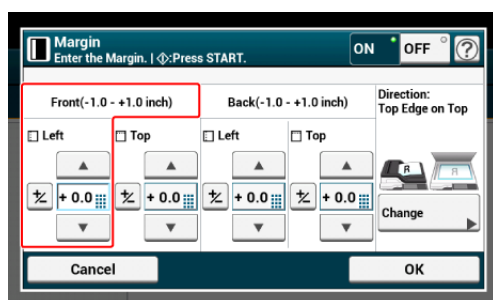 Margin
Enter the Margin. | :Press START.
ON
OFF
?
Front(-1.0 - +1.0 inch)
Back(-1.0 - +1.0 inch)
Direction:
Top Edge on Top
Left
Top
Left
Top
R
R
+ 0.0
+ 0.0
+ 0.0
+ 0.0
Change
Cancel
OK